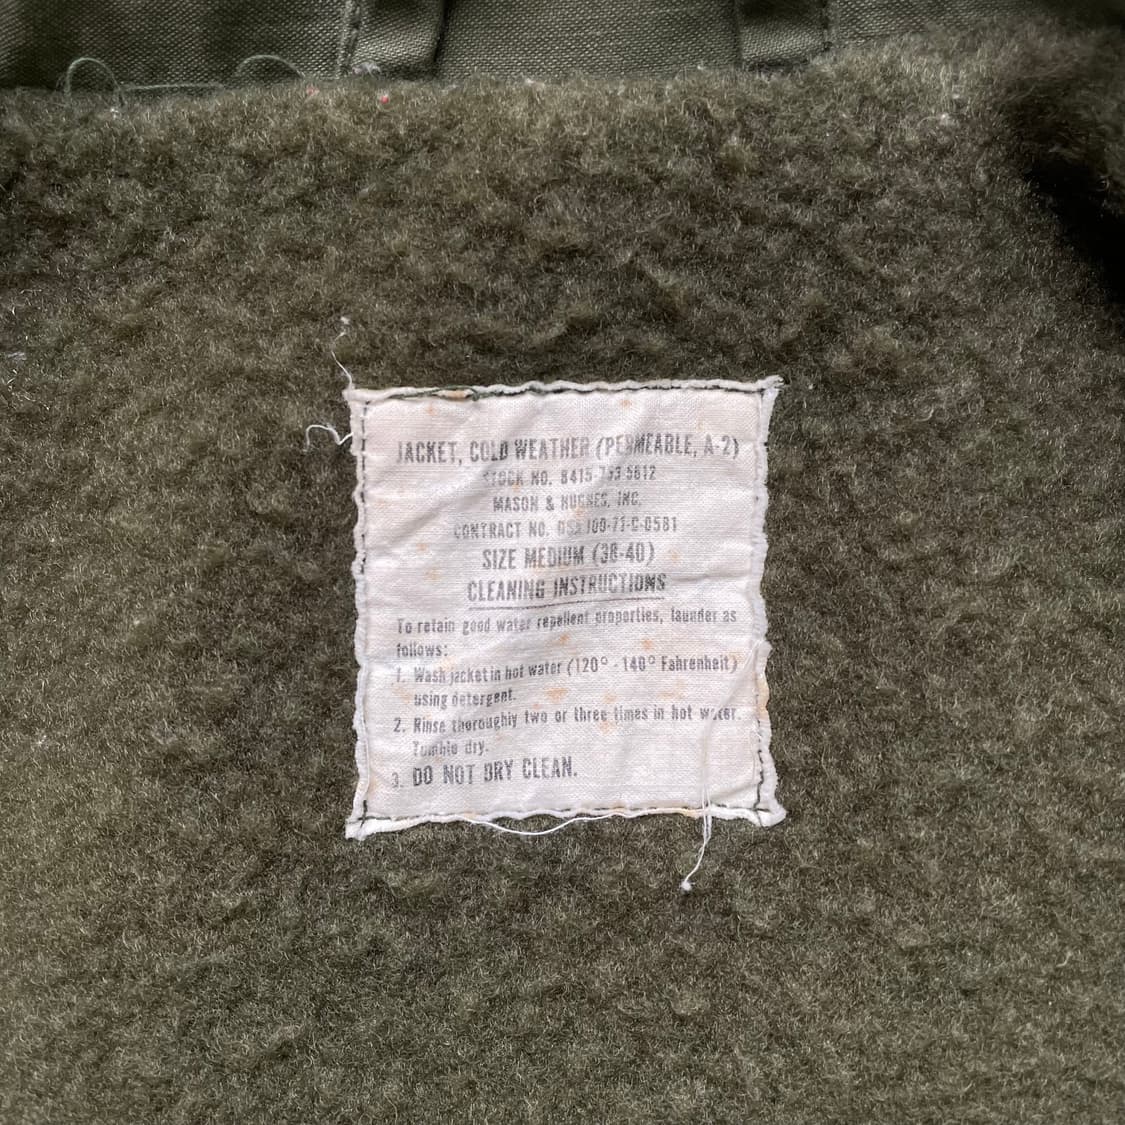 JACKET, COLD WEATHER (PERMEABLE, A-2)
STOCK NO.
MASON & HUGHES, INC.
CONTRACT NO. DSA 100-71-C-0581
SIZE MEDIUM (38-40)
CLEANING INSTRUCTIONS
To retain good water repellent properties, launder as
follows:
1. Wash jacket in hot water (120° - 140° Fahrenheit)
using detergent.
2. Rinse thoroughly two or three times in hot water.
Tumble dry.
3. DO NOT DRY CLEAN.